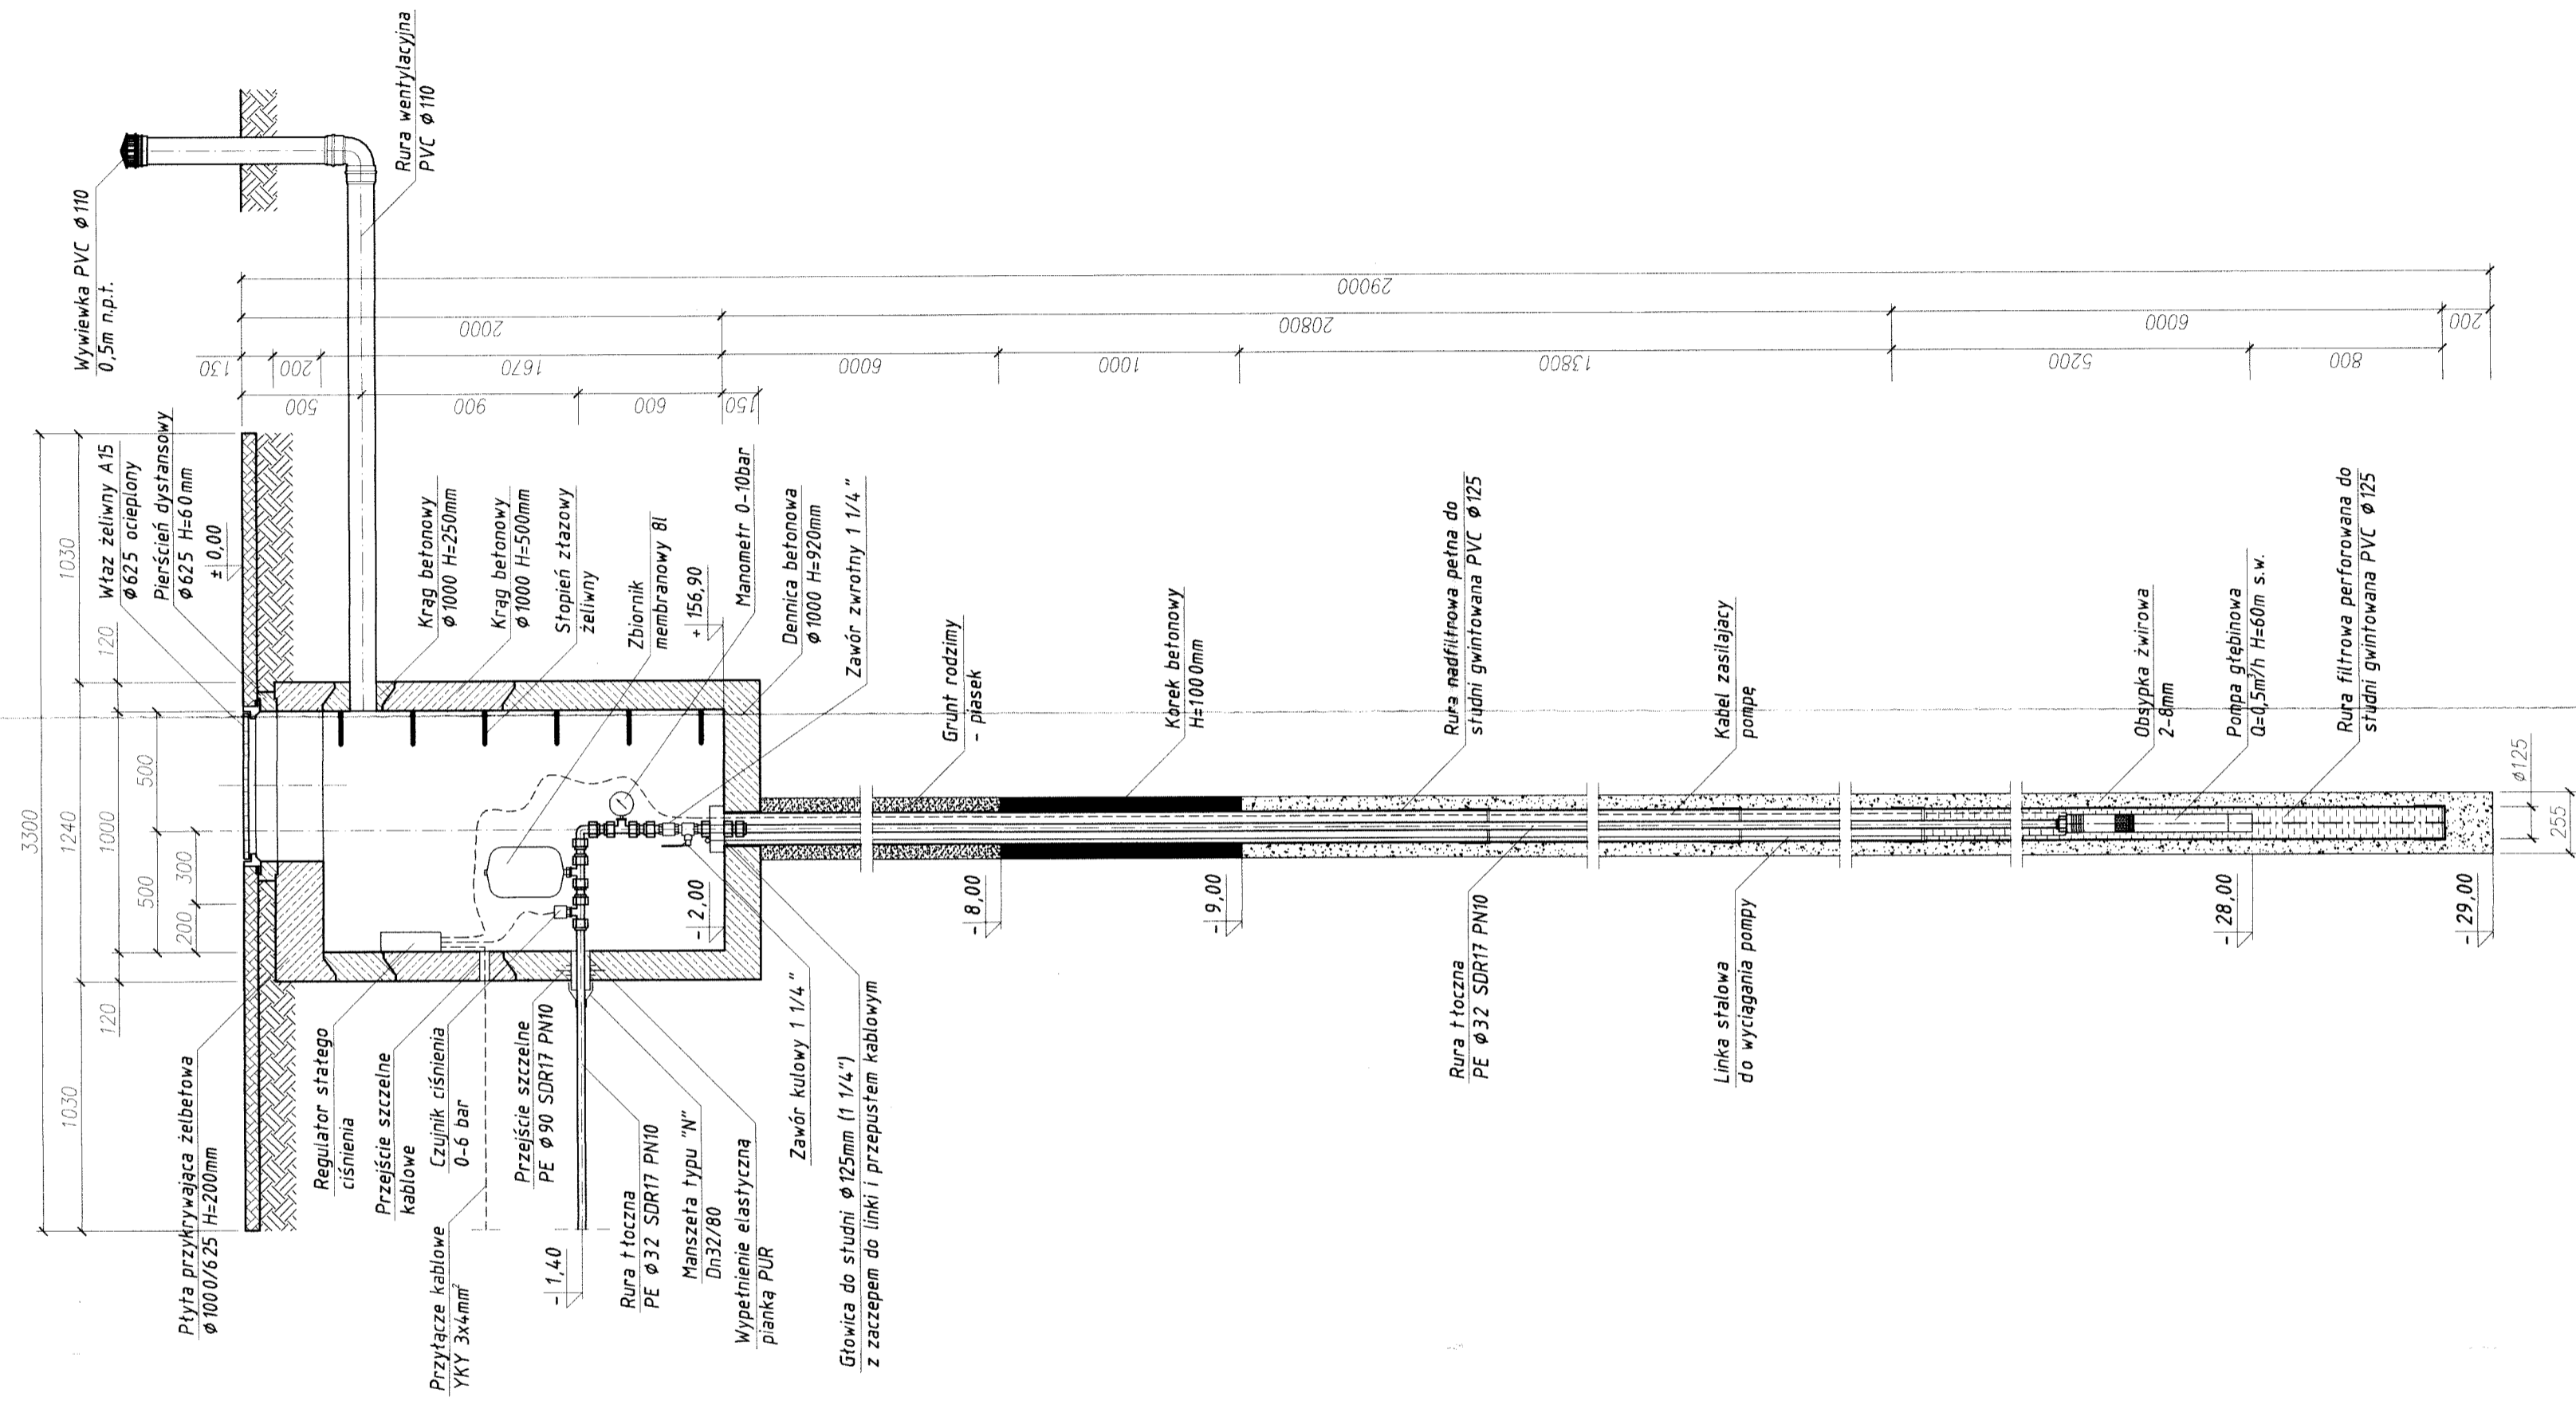 Wywiewka PVC ϕ110
0,5m n.p.t.
Rura wentylacyjna
PVC ϕ110
3300
1030
1240
1030
120
1000
120
500
500
300
200
Właz żeliwny A15
ϕ625 ocieplony
Pierścień dystansowy
ϕ625 H=60mm
± 0,00
Płyta przykrywająca żelbetowa
ϕ1000/625 H=200mm
130
200
1670
500
900
600
150
2000
20800
6000
200
29000
6000
1000
13800
5200
800
Krąg betonowy
ϕ1000 H=250mm
Krąg betonowy
ϕ1000 H=500mm
Stopień złazowy
żeliwny
Zbiornik
membranowy 8l
+ 156,90
Manometr 0-10bar
Dennica betonowa
ϕ1000 H=920mm
Zawór zwrotny 1 1/4"
Regulator stałego
ciśnienia
Przejście szczelne
kablowe
Przyłącze kablowe
YKY 3x4mm²
Czujnik ciśnienia
0-6 bar
Przejście szczelne
PE ϕ90 SDR17 PN10
- 1,40
Rura tłoczna
PE ϕ32 SDR17 PN10
Manszeta typu "N"
Dn32/80
Wypełnienie elastyczną
pianką PUR
- 2,00
Zawór kulowy 1 1/4"
Głowica do studni ϕ125mm (1 1/4")
z zaczepem do linki i przepustem kablowym
Grunt rodzimy
- piasek
- 8,00
Korek betonowy
H=1000mm
- 9,00
Rura nadfiltrowa pełna do
studni gwintowana PVC ϕ125
Rura tłoczna
PE ϕ32 SDR17 PN10
Kabel zasilajacy
pompę
Linka stalowa
do wyciągania pompy
Obsypka żwirowa
2-8mm
Pompa głębinowa
Q=0,5m³/h H=60m s.w.
Rura filtrowa perforowana do
studni gwintowana PVC ϕ125
- 28,00
- 29,00
ϕ125
255